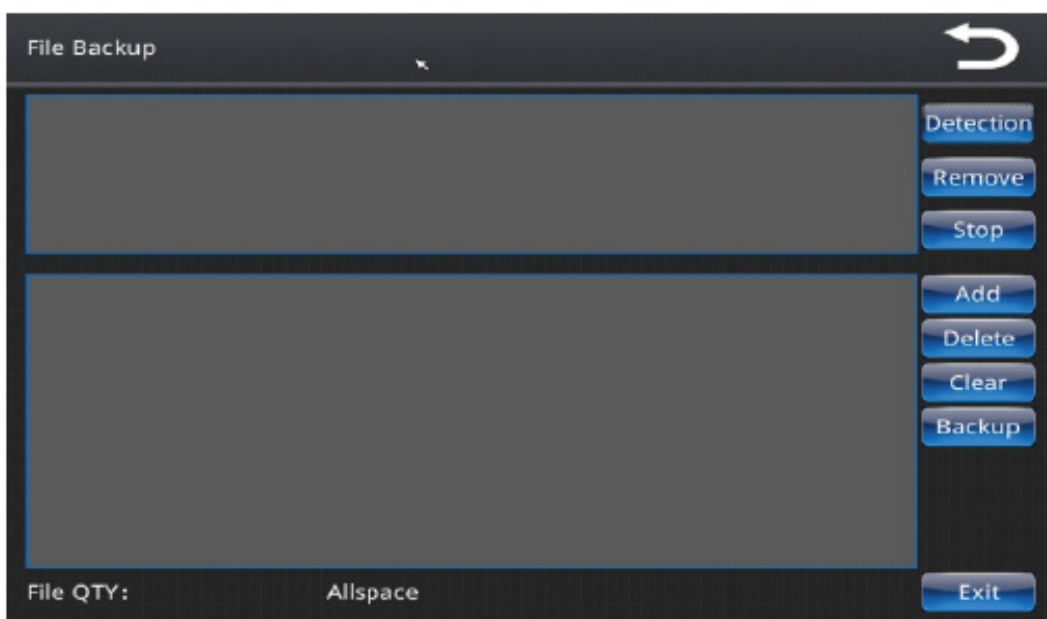 File Backup
Detection
Remove
Stop
Add
Delete
Clear
Backup
File QTY:
Allspace
Exit